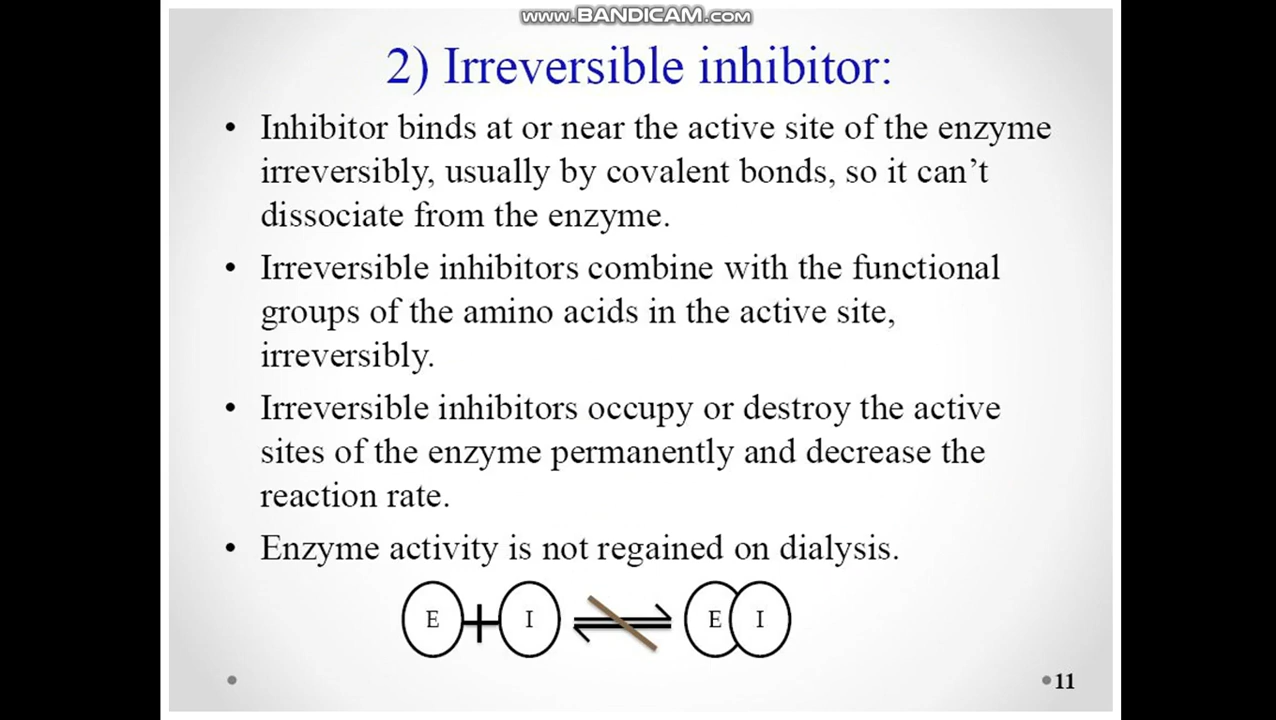 www.BANDICAM.com
2) Irreversible inhibitor:
• Inhibitor binds at or near the active site of the enzyme
irreversibly, usually by covalent bonds, so it can’t
dissociate from the enzyme.
• Irreversible inhibitors combine with the functional
groups of the amino acids in the active site,
irreversibly.
• Irreversible inhibitors occupy or destroy the active
sites of the enzyme permanently and decrease the
reaction rate.
• Enzyme activity is not regained on dialysis.
E + I E I
11